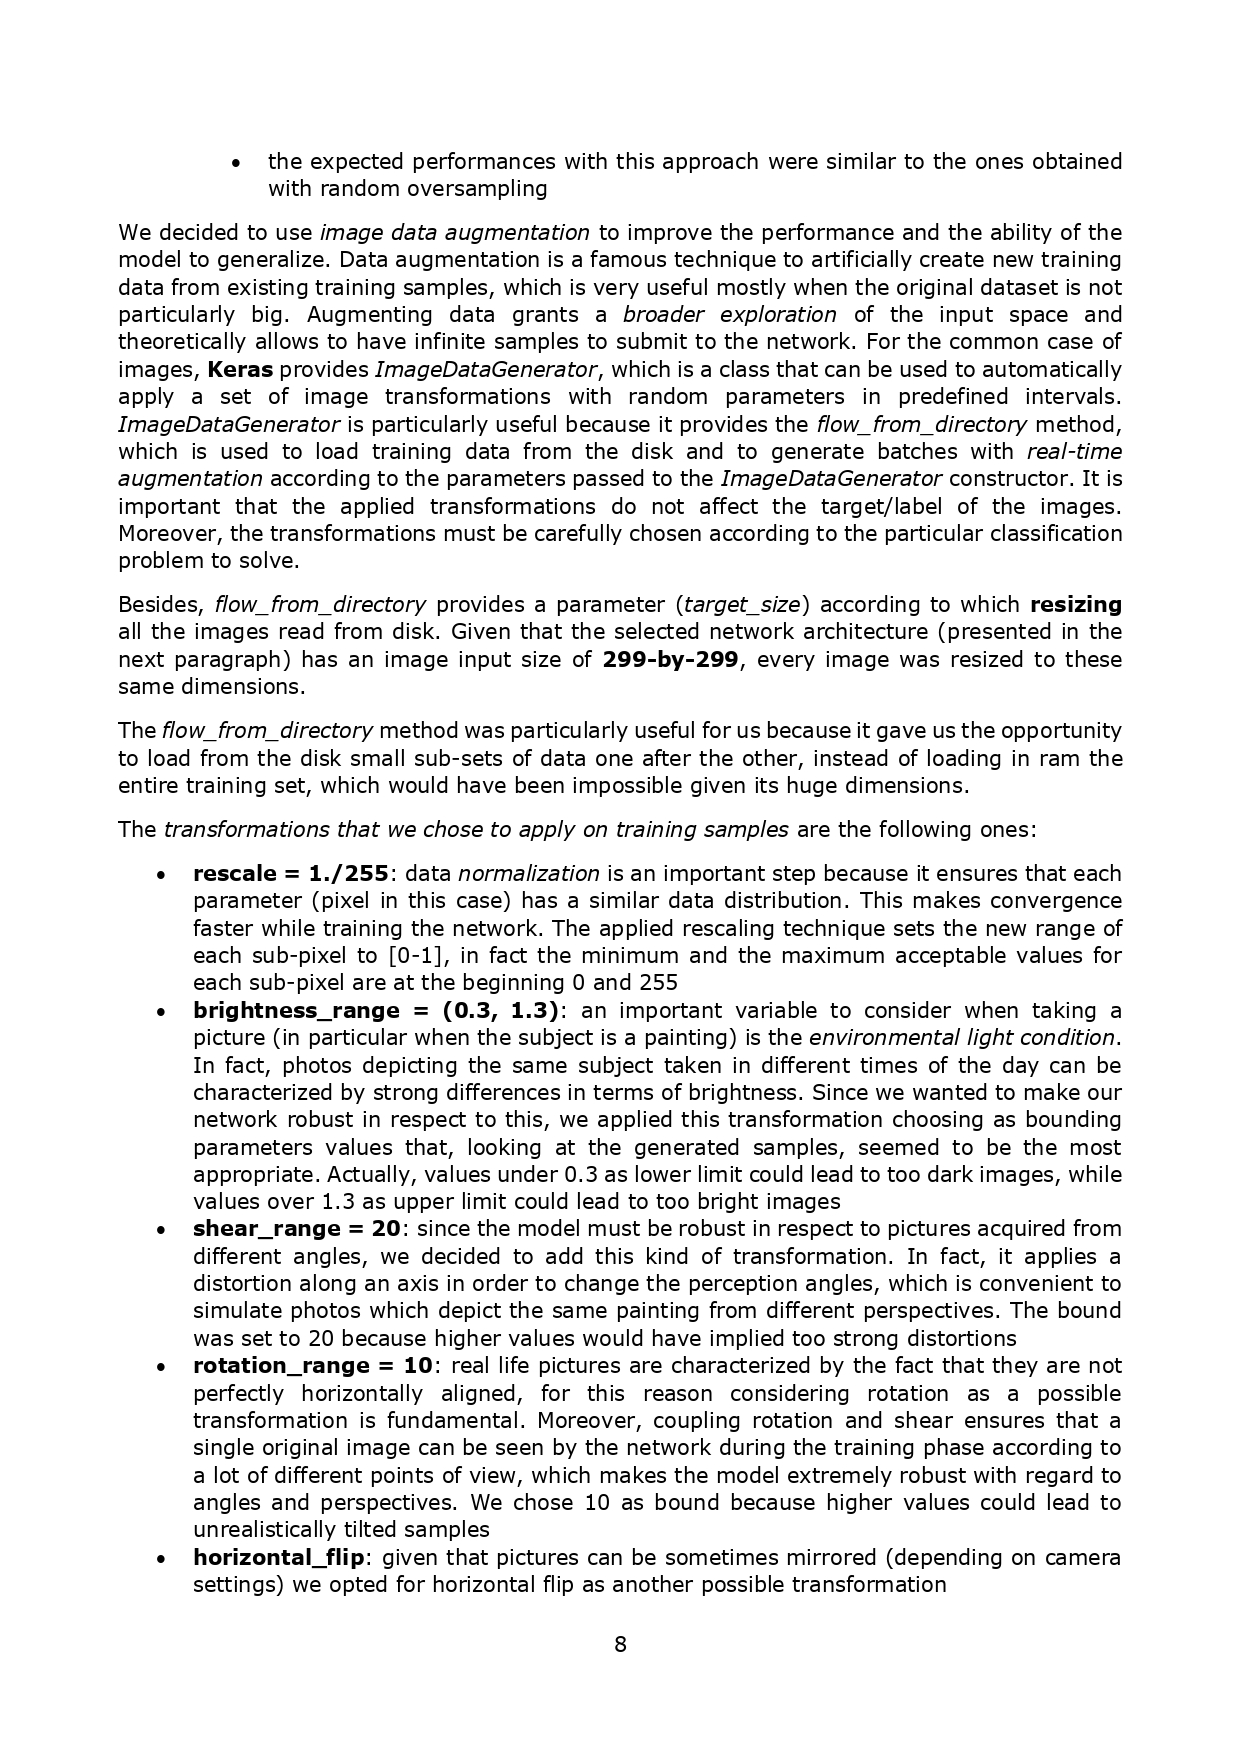 • the expected performances with this approach were similar to the ones obtained
with random oversampling
We decided to use image data augmentation to improve the performance and the ability of the
model to generalize. Data augmentation is a famous technique to artificially create new training
data from existing training samples, which is very useful mostly when the original dataset is not
particularly big. Augmenting data grants a broader exploration of the input space and
theoretically allows to have infinite samples to submit to the network. For the common case of
images, Keras provides ImageDataGenerator, which is a class that can be used to automatically
apply a set of image transformations with random parameters in predefined intervals.
ImageDataGenerator is particularly useful because it provides the flow_from_directory method,
which is used to load training data from the disk and to generate batches with real-time
augmentation according to the parameters passed to the ImageDataGenerator constructor. It is
important that the applied transformations do not affect the target/label of the images.
Moreover, the transformations must be carefully chosen according to the particular classification
problem to solve.
Besides, flow_from_directory provides a parameter (target_size) according to which resizing
all the images read from disk. Given that the selected network architecture (presented in the
next paragraph) has an image input size of 299-by-299, every image was resized to these
same dimensions.
The flow_from_directory method was particularly useful for us because it gave us the opportunity
to load from the disk small sub-sets of data one after the other, instead of loading in ram the
entire training set, which would have been impossible given its huge dimensions.
The transformations that we chose to apply on training samples are the following ones:
• rescale = 1./255: data normalization is an important step because it ensures that each
parameter (pixel in this case) has a similar data distribution. This makes convergence
faster while training the network. The applied rescaling technique sets the new range of
each sub-pixel to [0-1], in fact the minimum and the maximum acceptable values for
each sub-pixel are at the beginning 0 and 255
• brightness_range = (0.3, 1.3): an important variable to consider when taking a
picture (in particular when the subject is a painting) is the environmental light condition.
In fact, photos depicting the same subject taken in different times of the day can be
characterized by strong differences in terms of brightness. Since we wanted to make our
network robust in respect to this, we applied this transformation choosing as bounding
parameters values that, looking at the generated samples, seemed to be the most
appropriate. Actually, values under 0.3 as lower limit could lead to too dark images, while
values over 1.3 as upper limit could lead to too bright images
• shear_range = 20: since the model must be robust in respect to pictures acquired from
different angles, we decided to add this kind of transformation. In fact, it applies a
distortion along an axis in order to change the perception angles, which is convenient to
simulate photos which depict the same painting from different perspectives. The bound
was set to 20 because higher values would have implied too strong distortions
• rotation_range = 10: real life pictures are characterized by the fact that they are not
perfectly horizontally aligned, for this reason considering rotation as a possible
transformation is fundamental. Moreover, coupling rotation and shear ensures that a
single original image can be seen by the network during the training phase according to
a lot of different points of view, which makes the model extremely robust with regard to
angles and perspectives. We chose 10 as bound because higher values could lead to
unrealistically tilted samples
• horizontal_flip: given that pictures can be sometimes mirrored (depending on camera
settings) we opted for horizontal flip as another possible transformation
8